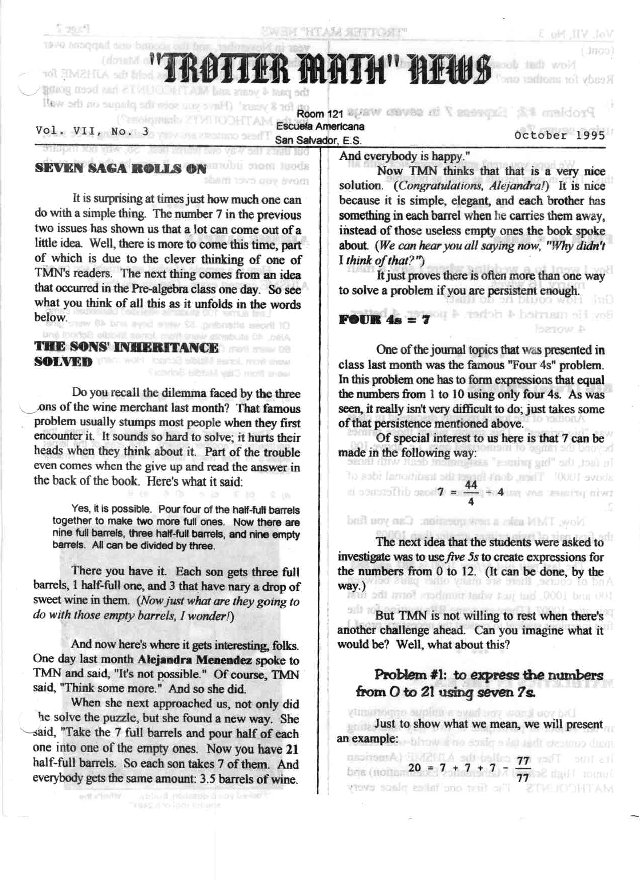 "TROTTER MATH" NEWS
Room 121
Escuela Americana
San Salvador, E.S.
Vol. VII, No. 3
October 1995
SEVEN SAGA ROLLS ON
It is surprising at times just how much one can
do with a simple thing. The number 7 in the previous
two issues has shown us that a lot can come out of a
little idea. Well, there is more to come this time, part
of which is due to the clever thinking of one of
TMN's readers. The next thing comes from an idea
that occurred in the Pre-algebra class one day. So see
what you think of all this as it unfolds in the words
below.
THE SONS' INHERITANCE
SOLVED
Do you recall the dilemma faced by the three
ons of the wine merchant last month? That famous
problem usually stumps most people when they first
encounter it. It sounds so hard to solve; it hurts their
heads when they think about it. Part of the trouble
even comes when the give up and read the answer in
the back of the book. Here's what it said:
Yes, it is possible. Pour four of the half-full barrels
together to make two more full ones. Now there are
nine full barrels, three half-full barrels, and nine empty
barrels. All can be divided by three.
There you have it. Each son gets three full
barrels, 1 half-full one, and 3 that have nary a drop of
sweet wine in them. (Now just what are they going to
do with those empty barrels, I wonder!)
And now here's where it gets interesting, folks.
One day last month Alejandra Menendez spoke to
TMN and said, "It's not possible." Of course, TMN
said, "Think some more." And so she did.
When she next approached us, not only did
he solve the puzzle, but she found a new way. She
said, "Take the 7 full barrels and pour half of each
one into one of the empty ones. Now you have 21
half-full barrels. So each son takes 7 of them. And
everybody gets the same amount: 3.5 barrels of wine.
And everybody is happy."
Now TMN thinks that that is a very nice
solution. (Congratulations, Alejandra!) It is nice
because it is simple, elegant, and each brother has
something in each barrel when he carries them away,
instead of those useless empty ones the book spoke
about. (We can hear you all saying now, "Why didn't
I think of that?")
It just proves there is often more than one way
to solve a problem if you are persistent enough.
FOUR 4s = 7
One of the journal topics that was presented in
class last month was the famous "Four 4s" problem.
In this problem one has to form expressions that equal
the numbers from 1 to 10 using only four 4s. As was
seen, it really isn't very difficult to do; just takes some
of that persistence mentioned above.
Of special interest to us here is that 7 can be
made in the following way:
7 = 44/4 - 4
The next idea that the students were asked to
investigate was to use five 5s to create expressions for
the numbers from 0 to 12. (It can be done, by the
way.)
But TMN is not willing to rest when there's
another challenge ahead. Can you imagine what it
would be? Well, what about this?
Problem #1: to express the numbers
from 0 to 21 using seven 7s.
Just to show what we mean, we will present
an example:
20 = 7 + 7 + 7 - 77/77